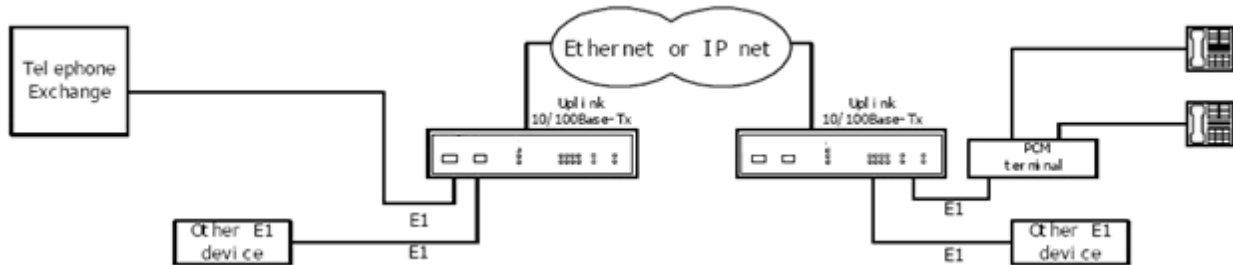 Ethernet or IP net
Telephone
Exchange
Uplink
10/100Base-Tx
Uplink
10/100Base-Tx
PCM
terminal
E1
E1
Other E1
device
E1
E1
Other E1
device